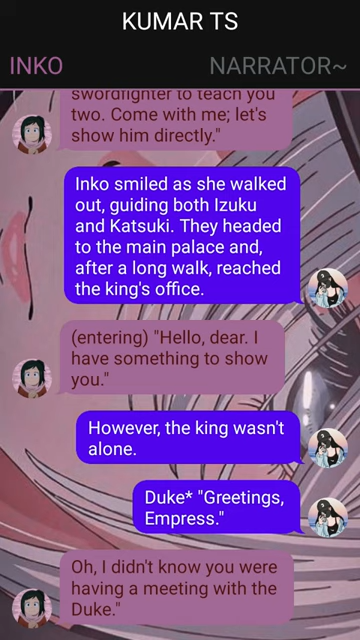 KUMAR TS
INKO
NARRATOR~
swordfighter to teach you
two. Come with me; let's
show him directly."
Inko smiled as she walked
out, guiding both Izuku
and Katsuki. They headed
to the main palace and,
after a long walk, reached
the king's office.
(entering) "Hello, dear. I
have something to show
you."
However, the king wasn't
alone.
Duke* "Greetings,
Empress."
Oh, I didn't know you were
having a meeting with the
Duke."